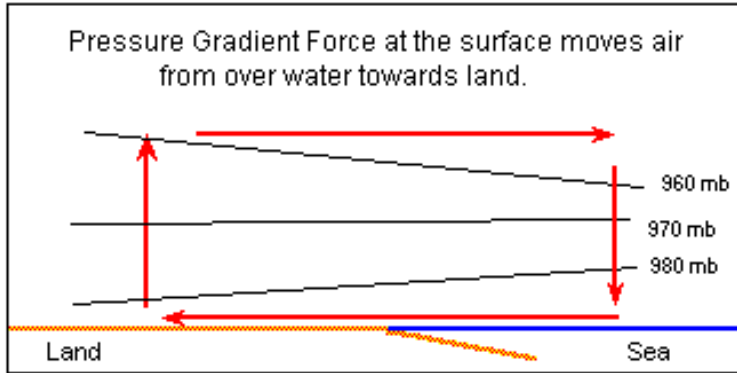 Pressure Gradient Force at the surface moves air
from over water towards land.
960 mb
970 mb
980 mb
Land
Sea